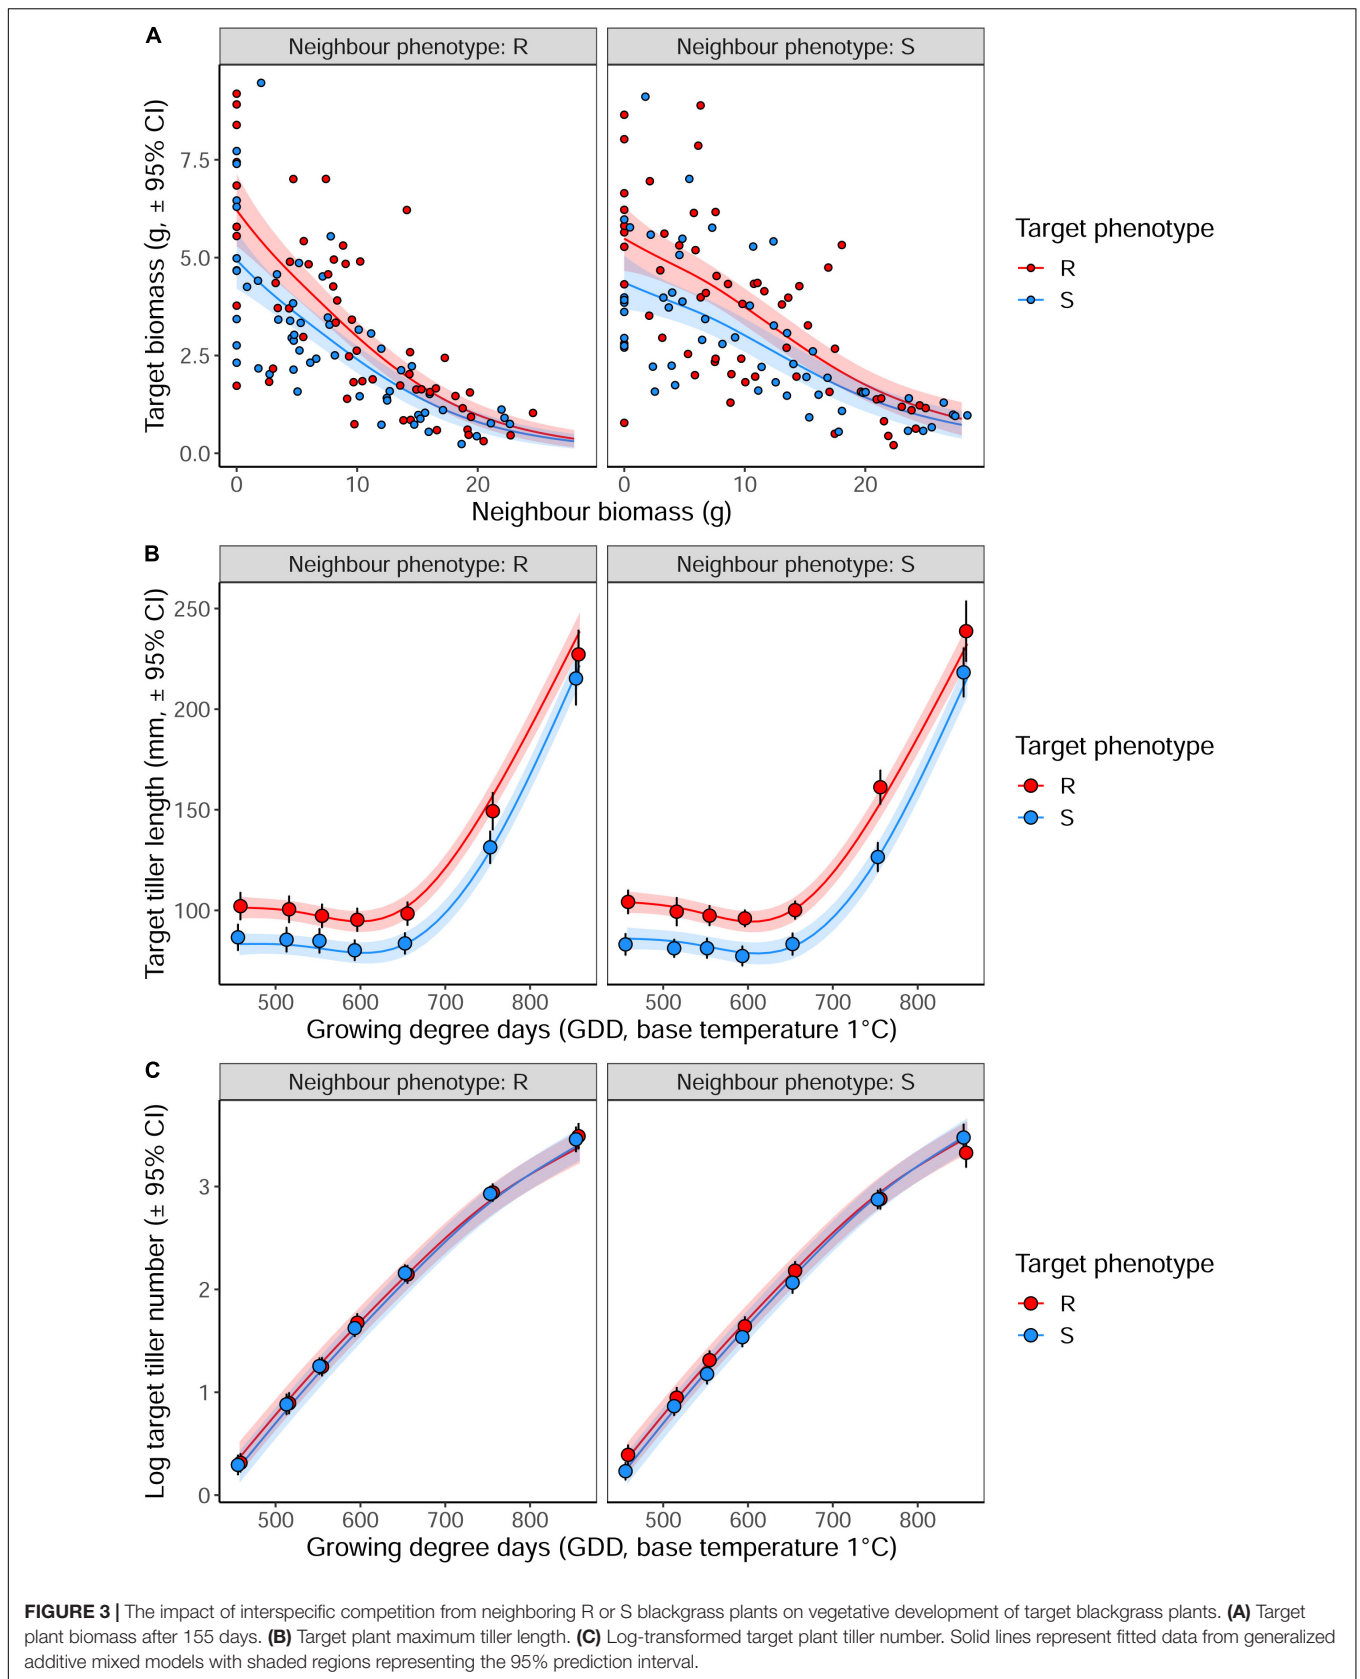 A
Neighbour phenotype: R
Neighbour phenotype: S
Target biomass (g, ± 95% CI)
7.5
5.0
2.5
0.0
0 10 20
0 10 20
Neighbour biomass (g)
Target phenotype
R
S
B
Neighbour phenotype: R
Neighbour phenotype: S
Target tiller length (mm, ± 95% CI)
250
200
150
100
500 600 700 800
500 600 700 800
Growing degree days (GDD, base temperature 1°C)
Target phenotype
R
S
C
Neighbour phenotype: R
Neighbour phenotype: S
Log target tiller number (± 95% CI)
3
2
1
0
500 600 700 800
500 600 700 800
Growing degree days (GDD, base temperature 1°C)
Target phenotype
R
S
FIGURE 3 | The impact of interspecific competition from neighboring R or S blackgrass plants on vegetative development of target blackgrass plants. (A) Target
plant biomass after 155 days. (B) Target plant maximum tiller length. (C) Log-transformed target plant tiller number. Solid lines represent fitted data from generalized
additive mixed models with shaded regions representing the 95% prediction interval.